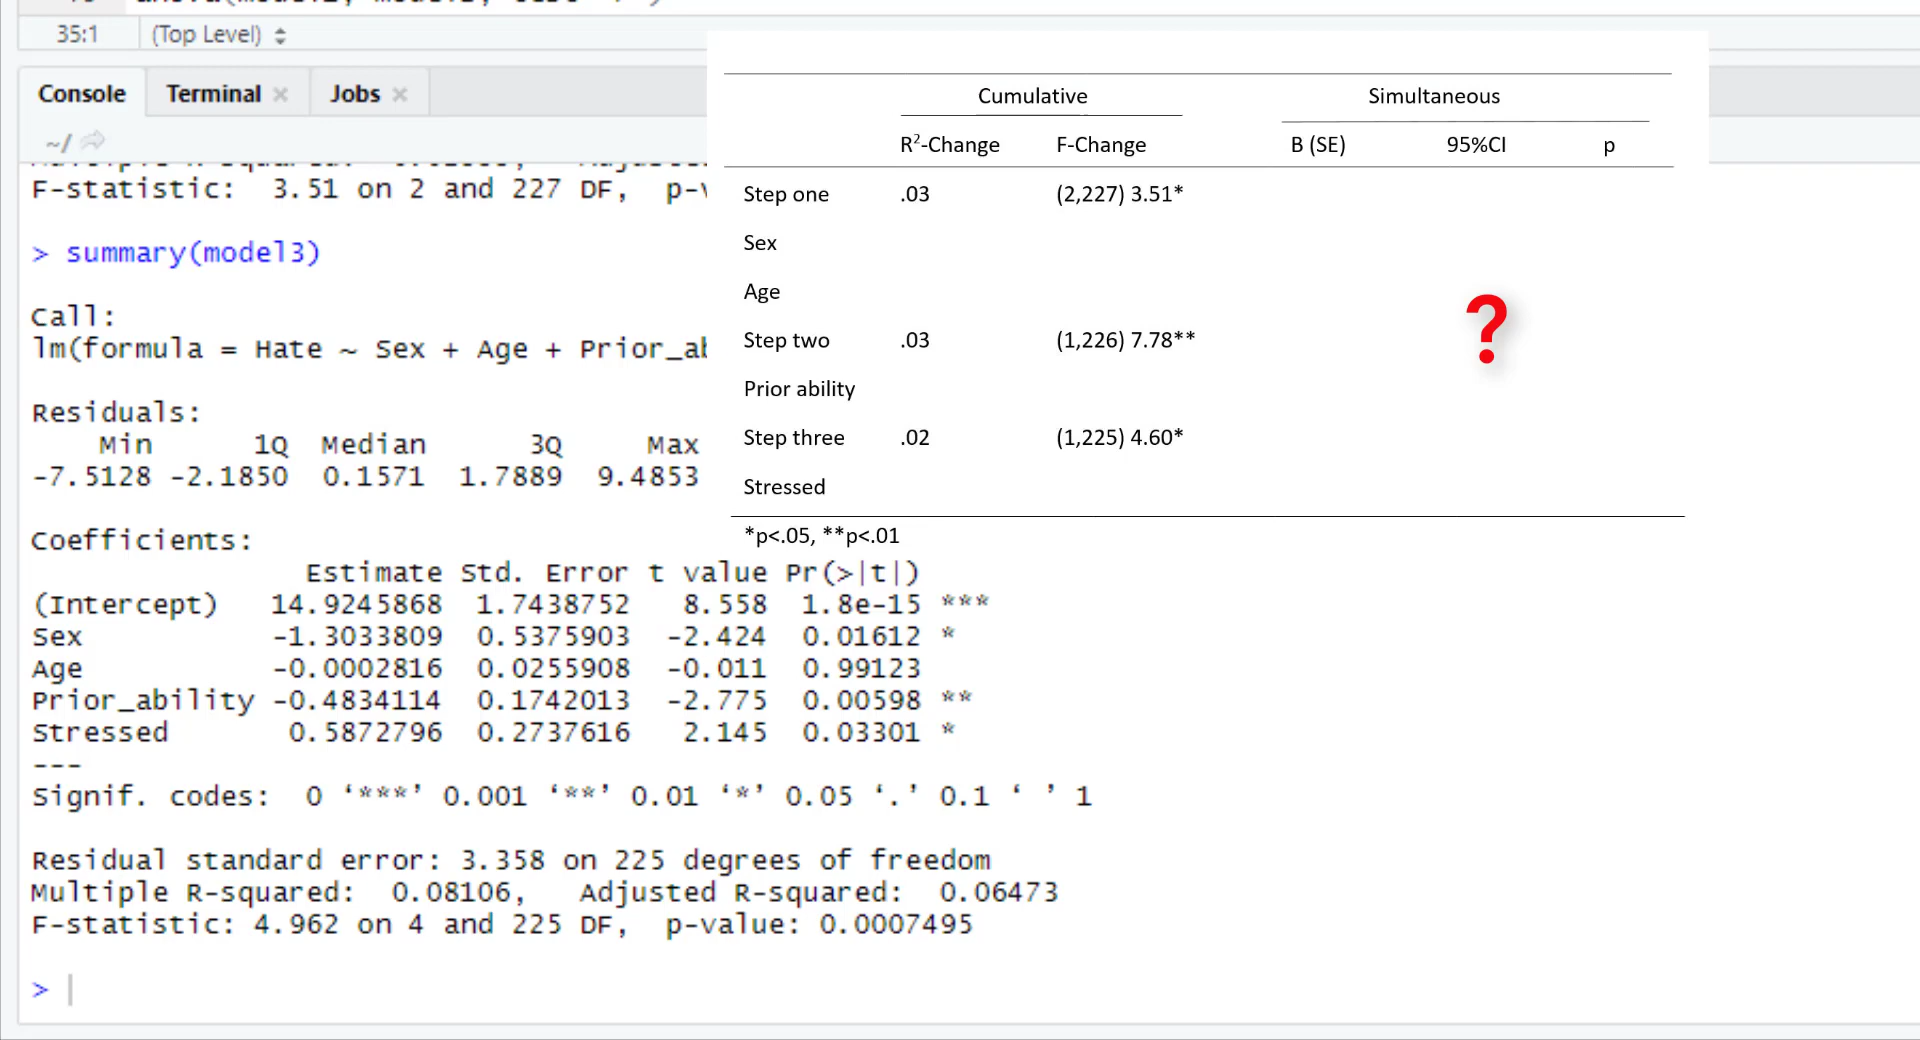 35:1 (Top Level)
Console Terminal Jobs
~/
F-statistic: 3.51 on 2 and 227 DF,
> summary(model3)
Call:
lm(formula = Hate ~ Sex + Age +
Residuals:
Min 1Q Median 3Q Max
-7.5128 -2.1850 0.1571 1.7889 9.4853
Coefficients:
Estimate Std. Error t value Pr(>|t|)
(Intercept) 14.9245868 1.7438752 8.558 1.8e-15 ***
Sex -1.3033809 0.5375903 -2.424 0.01612 *
Age -0.0002816 0.0255908 -0.011 0.99123
Prior_ability -0.4834114 0.1742013 -2.775 0.00598 **
Stressed 0.5872796 0.2737616 2.145 0.03301 *
---
Signif. codes: 0 ‘***’ 0.001 ‘**’ 0.01 ‘*’ 0.05 ‘.’ 0.1 ‘ ’ 1
Residual standard error: 3.358 on 225 degrees of freedom
Multiple R-squared: 0.08106, Adjusted R-squared: 0.06473
F-statistic: 4.962 on 4 and 225 DF, p-value: 0.0007495
>
Cumulative Simultaneous
R²-Change F-Change B (SE) 95%CI p
Step one .03 (2,227) 3.51*
Sex
Age
Step two .03 (1,226) 7.78**
Prior ability
Step three .02 (1,225) 4.60*
Stressed
*p<.05, **p<.01
?